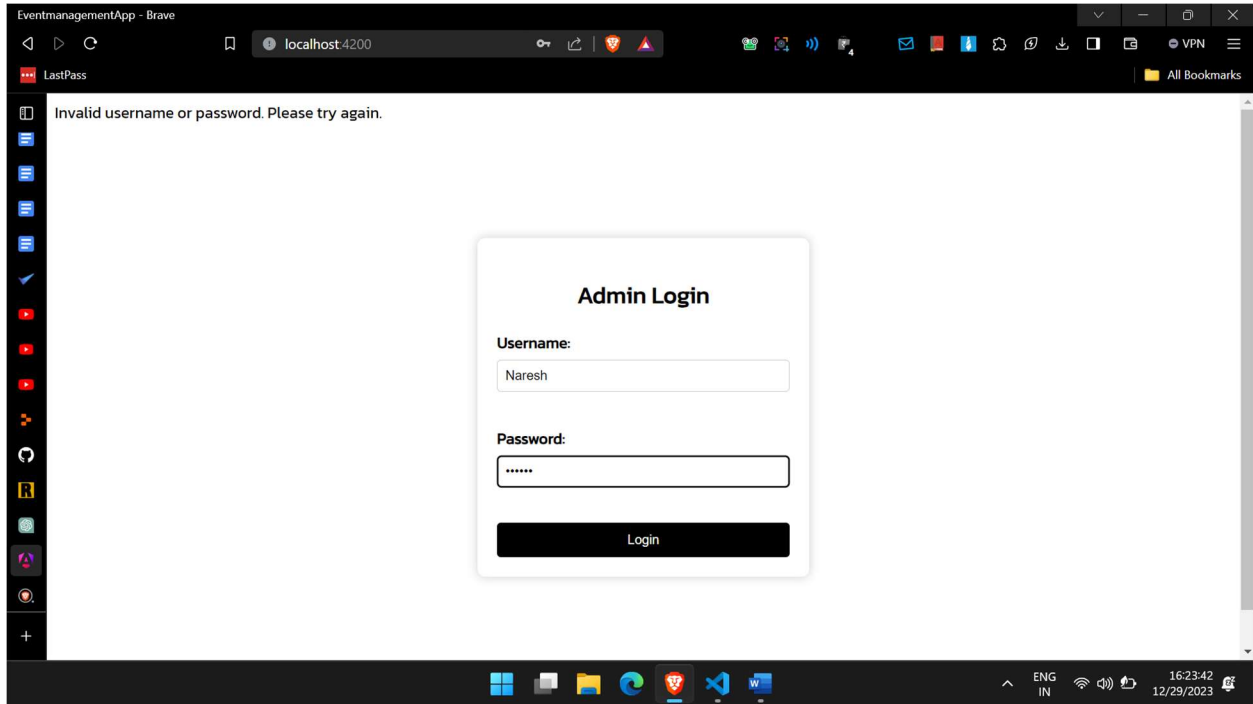 EventmanagementApp - Brave
localhost:4200
4
VPN
LastPass
All Bookmarks
Invalid username or password. Please try again.
Admin Login
Username:
Naresh
Password:
••••••
Login
ENG
IN
16:23:42
12/29/2023